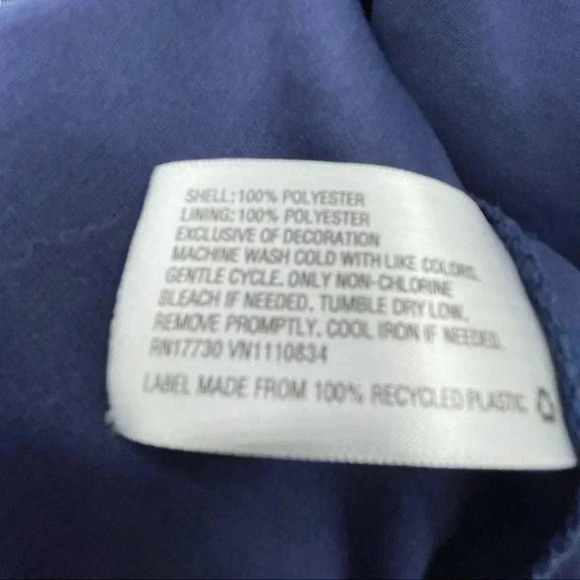 SHELL:100% POLYESTER
LINING:100% POLYESTER
EXCLUSIVE OF DECORATION
MACHINE WASH COLD WITH LIKE COLORS.
GENTLE CYCLE. ONLY NON-CHLORINE
BLEACH IF NEEDED. TUMBLE DRY LOW.
REMOVE PROMPTLY. COOL IRON IF NEEDED.
RN17730 VN1110834
LABEL MADE FROM 100% RECYCLED PLASTIC